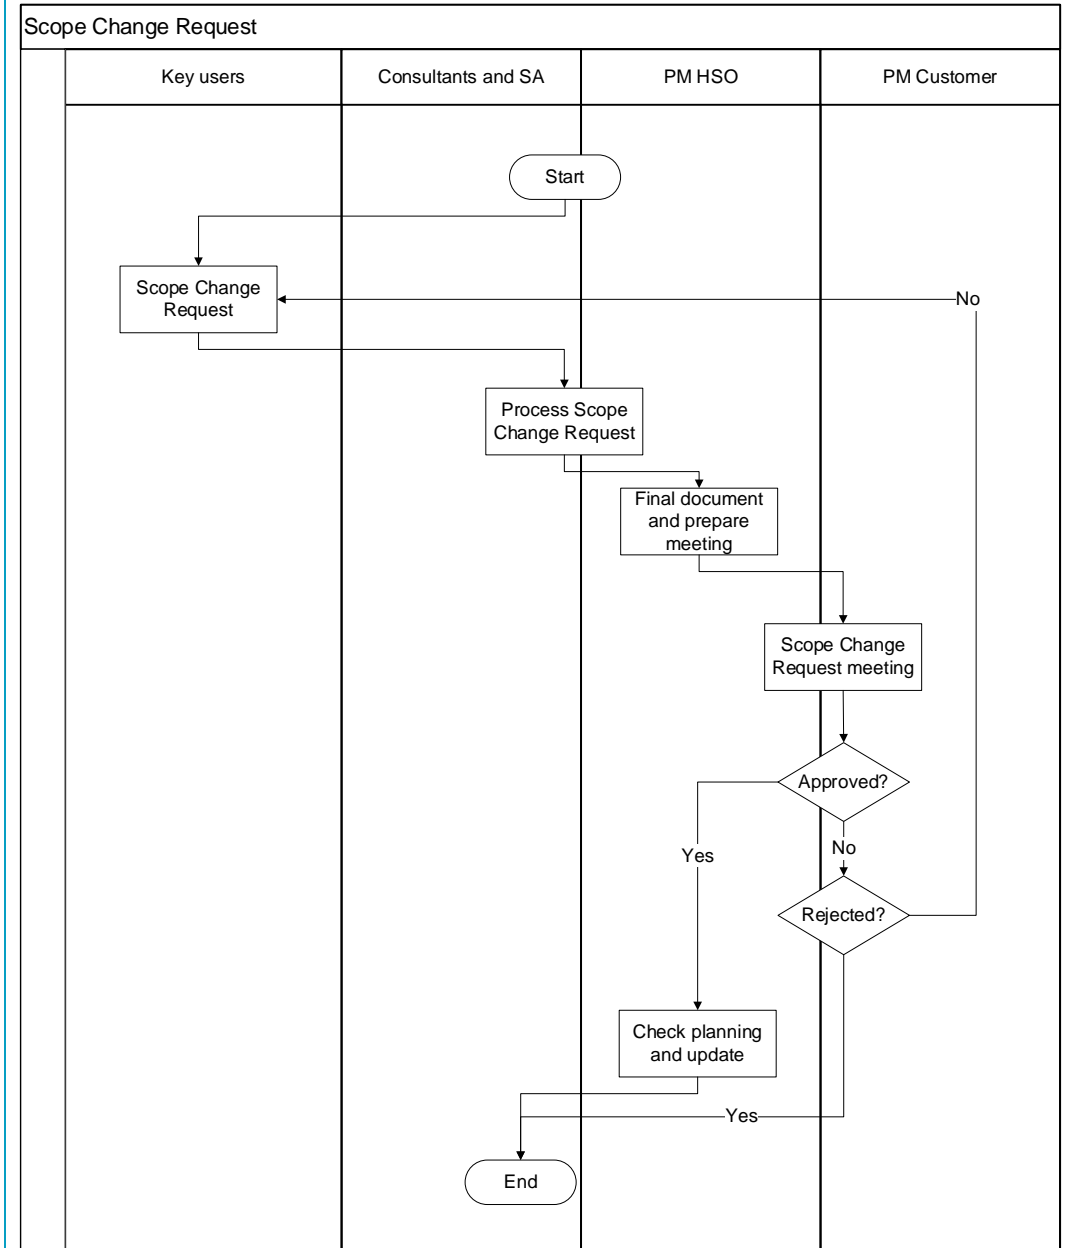 Scope Change Request
Key users
Consultants and SA
PM HSO
PM Customer
Start
Scope Change
Request
No
Process Scope
Change Request
Final document
and prepare
meeting
Scope Change
Request meeting
Approved?
Yes
No
Rejected?
Check planning
and update
Yes
End